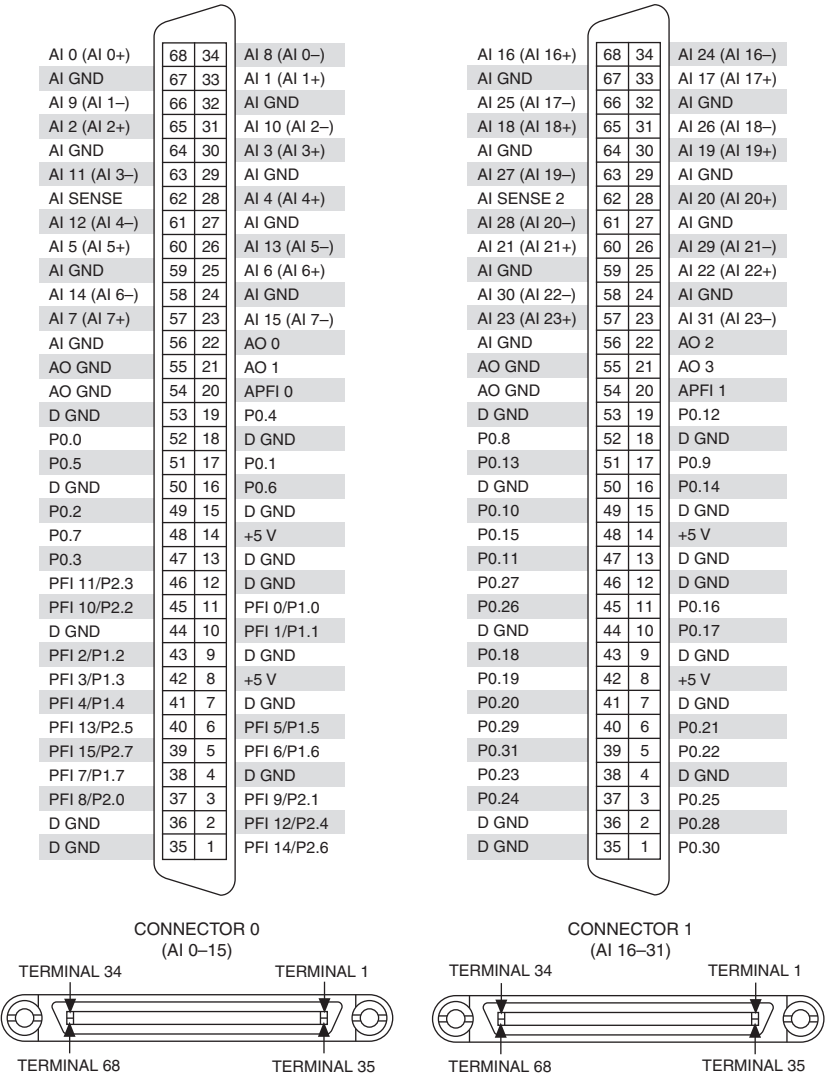 AI 0 (AI 0+) 68 34 AI 8 (AI 0–)
AI GND 67 33 AI 1 (AI 1+)
AI 9 (AI 1–) 66 32 AI GND
AI 2 (AI 2+) 65 31 AI 10 (AI 2–)
AI GND 64 30 AI 3 (AI 3+)
AI 11 (AI 3–) 63 29 AI GND
AI SENSE 62 28 AI 4 (AI 4+)
AI 12 (AI 4–) 61 27 AI GND
AI 5 (AI 5+) 60 26 AI 13 (AI 5–)
AI GND 59 25 AI 6 (AI 6+)
AI 14 (AI 6–) 58 24 AI GND
AI 7 (AI 7+) 57 23 AI 15 (AI 7–)
AI GND 56 22 AO 0
AO GND 55 21 AO 1
AO GND 54 20 APFI 0
D GND 53 19 P0.4
P0.0 52 18 D GND
P0.5 51 17 P0.1
D GND 50 16 P0.6
P0.2 49 15 D GND
P0.7 48 14 +5 V
P0.3 47 13 D GND
PFI 11/P2.3 46 12 D GND
PFI 10/P2.2 45 11 PFI 0/P1.0
D GND 44 10 PFI 1/P1.1
PFI 2/P1.2 43 9 D GND
PFI 3/P1.3 42 8 +5 V
PFI 4/P1.4 41 7 D GND
PFI 13/P2.5 40 6 PFI 5/P1.5
PFI 15/P2.7 39 5 PFI 6/P1.6
PFI 7/P1.7 38 4 D GND
PFI 8/P2.0 37 3 PFI 9/P2.1
D GND 36 2 PFI 12/P2.4
D GND 35 1 PFI 14/P2.6
CONNECTOR 0
(AI 0–15)
TERMINAL 34 TERMINAL 1
TERMINAL 68 TERMINAL 35
AI 16 (AI 16+) 68 34 AI 24 (AI 16–)
AI GND 67 33 AI 17 (AI 17+)
AI 25 (AI 17–) 66 32 AI GND
AI 18 (AI 18+) 65 31 AI 26 (AI 18–)
AI GND 64 30 AI 19 (AI 19+)
AI 27 (AI 19–) 63 29 AI GND
AI SENSE 2 62 28 AI 20 (AI 20+)
AI 28 (AI 20–) 61 27 AI GND
AI 21 (AI 21+) 60 26 AI 29 (AI 21–)
AI GND 59 25 AI 22 (AI 22+)
AI 30 (AI 22–) 58 24 AI GND
AI 23 (AI 23+) 57 23 AI 31 (AI 23–)
AI GND 56 22 AO 2
AO GND 55 21 AO 3
AO GND 54 20 APFI 1
D GND 53 19 P0.12
P0.8 52 18 D GND
P0.13 51 17 P0.9
D GND 50 16 P0.14
P0.10 49 15 D GND
P0.15 48 14 +5 V
P0.11 47 13 D GND
P0.27 46 12 D GND
P0.26 45 11 P0.16
D GND 44 10 P0.17
P0.18 43 9 D GND
P0.19 42 8 +5 V
P0.20 41 7 D GND
P0.29 40 6 P0.21
P0.31 39 5 P0.22
P0.23 38 4 D GND
P0.24 37 3 P0.25
D GND 36 2 P0.28
D GND 35 1 P0.30
CONNECTOR 1
(AI 16–31)
TERMINAL 34 TERMINAL 1
TERMINAL 68 TERMINAL 35